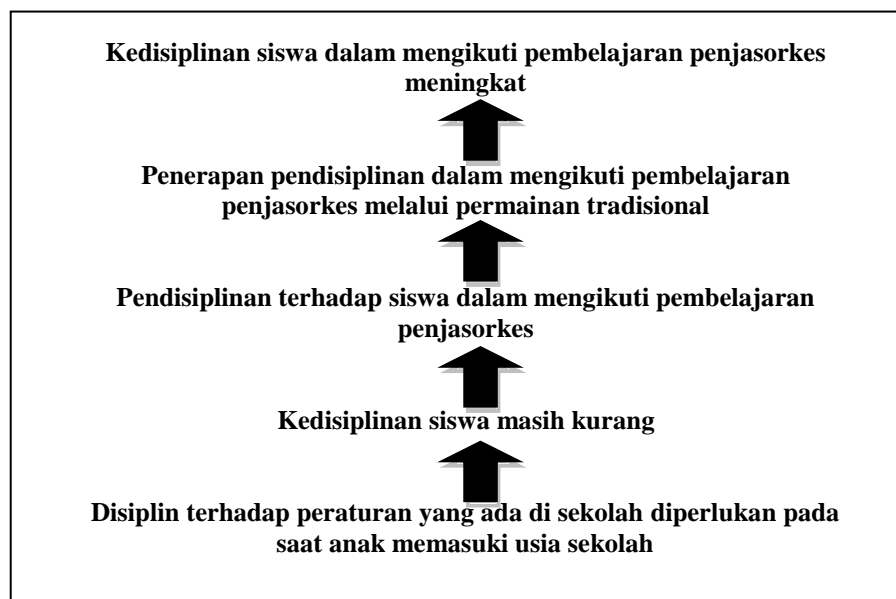 Kedisiplinan siswa dalam mengikuti pembelajaran penjasorkes
meningkat
Penerapan pendisiplinan dalam mengikuti pembelajaran
penjasorkes melalui permainan tradisional
Pendisiplinan terhadap siswa dalam mengikuti pembelajaran
penjasorkes
Kedisiplinan siswa masih kurang
Disiplin terhadap peraturan yang ada di sekolah diperlukan pada
saat anak memasuki usia sekolah